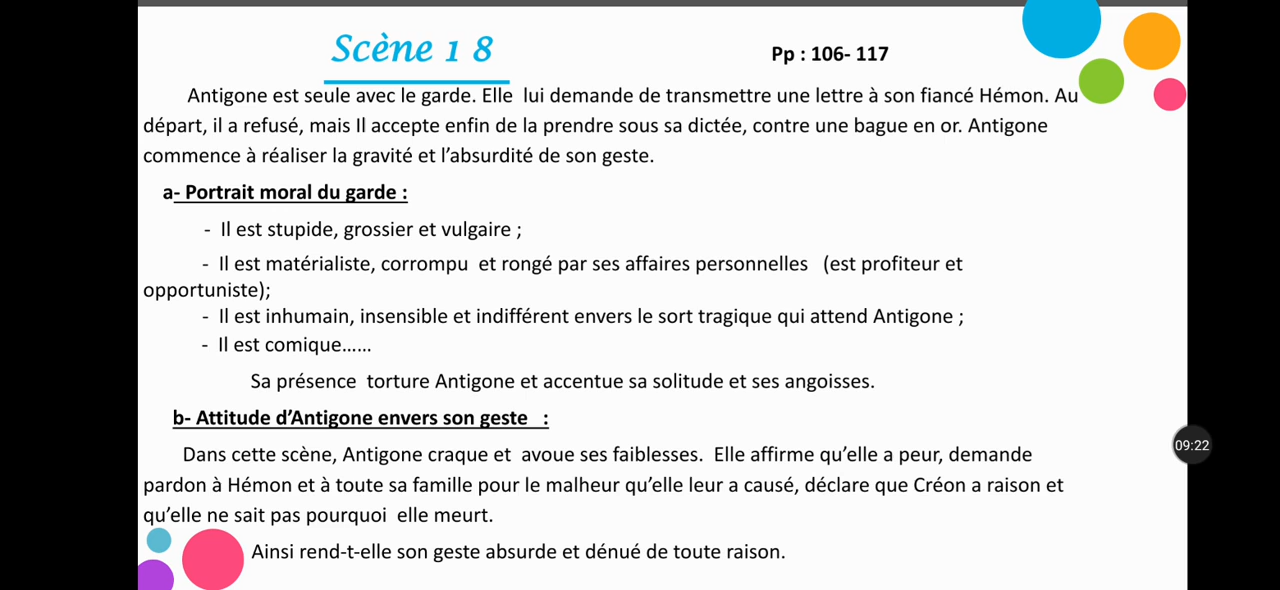 Scène 1 8
Pp : 106- 117
Antigone est seule avec le garde. Elle lui demande de transmettre une lettre à son fiancé Hémon. Au
départ, il a refusé, mais Il accepte enfin de la prendre sous sa dictée, contre une bague en or. Antigone
commence à réaliser la gravité et l’absurdité de son geste.
a- Portrait moral du garde :
- Il est stupide, grossier et vulgaire ;
- Il est matérialiste, corrompu et rongé par ses affaires personnelles (est profiteur et
opportuniste);
- Il est inhumain, insensible et indifférent envers le sort tragique qui attend Antigone ;
- Il est comique......
Sa présence torture Antigone et accentue sa solitude et ses angoisses.
b- Attitude d’Antigone envers son geste :
Dans cette scène, Antigone craque et avoue ses faiblesses. Elle affirme qu’elle a peur, demande
pardon à Hémon et à toute sa famille pour le malheur qu’elle leur a causé, déclare que Créon a raison et
qu’elle ne sait pas pourquoi elle meurt.
Ainsi rend-t-elle son geste absurde et dénué de toute raison.
09:22